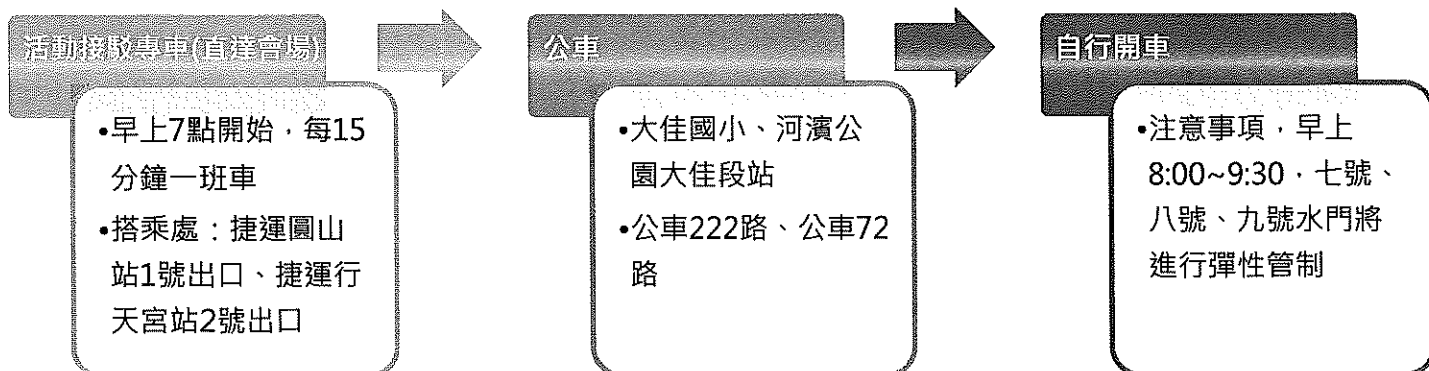 活動接駁專車(直達會場)
•早上7點開始，每15
分鐘一班車
•搭乘處：捷運圓山
站1號出口、捷運行
天宮站2號出口
公車
•大佳國小、河濱公
園大佳段站
•公車222路、公車72
路
自行開車
•注意事項，早上
8:00~9:30，七號、
八號、九號水門將
進行彈性管制